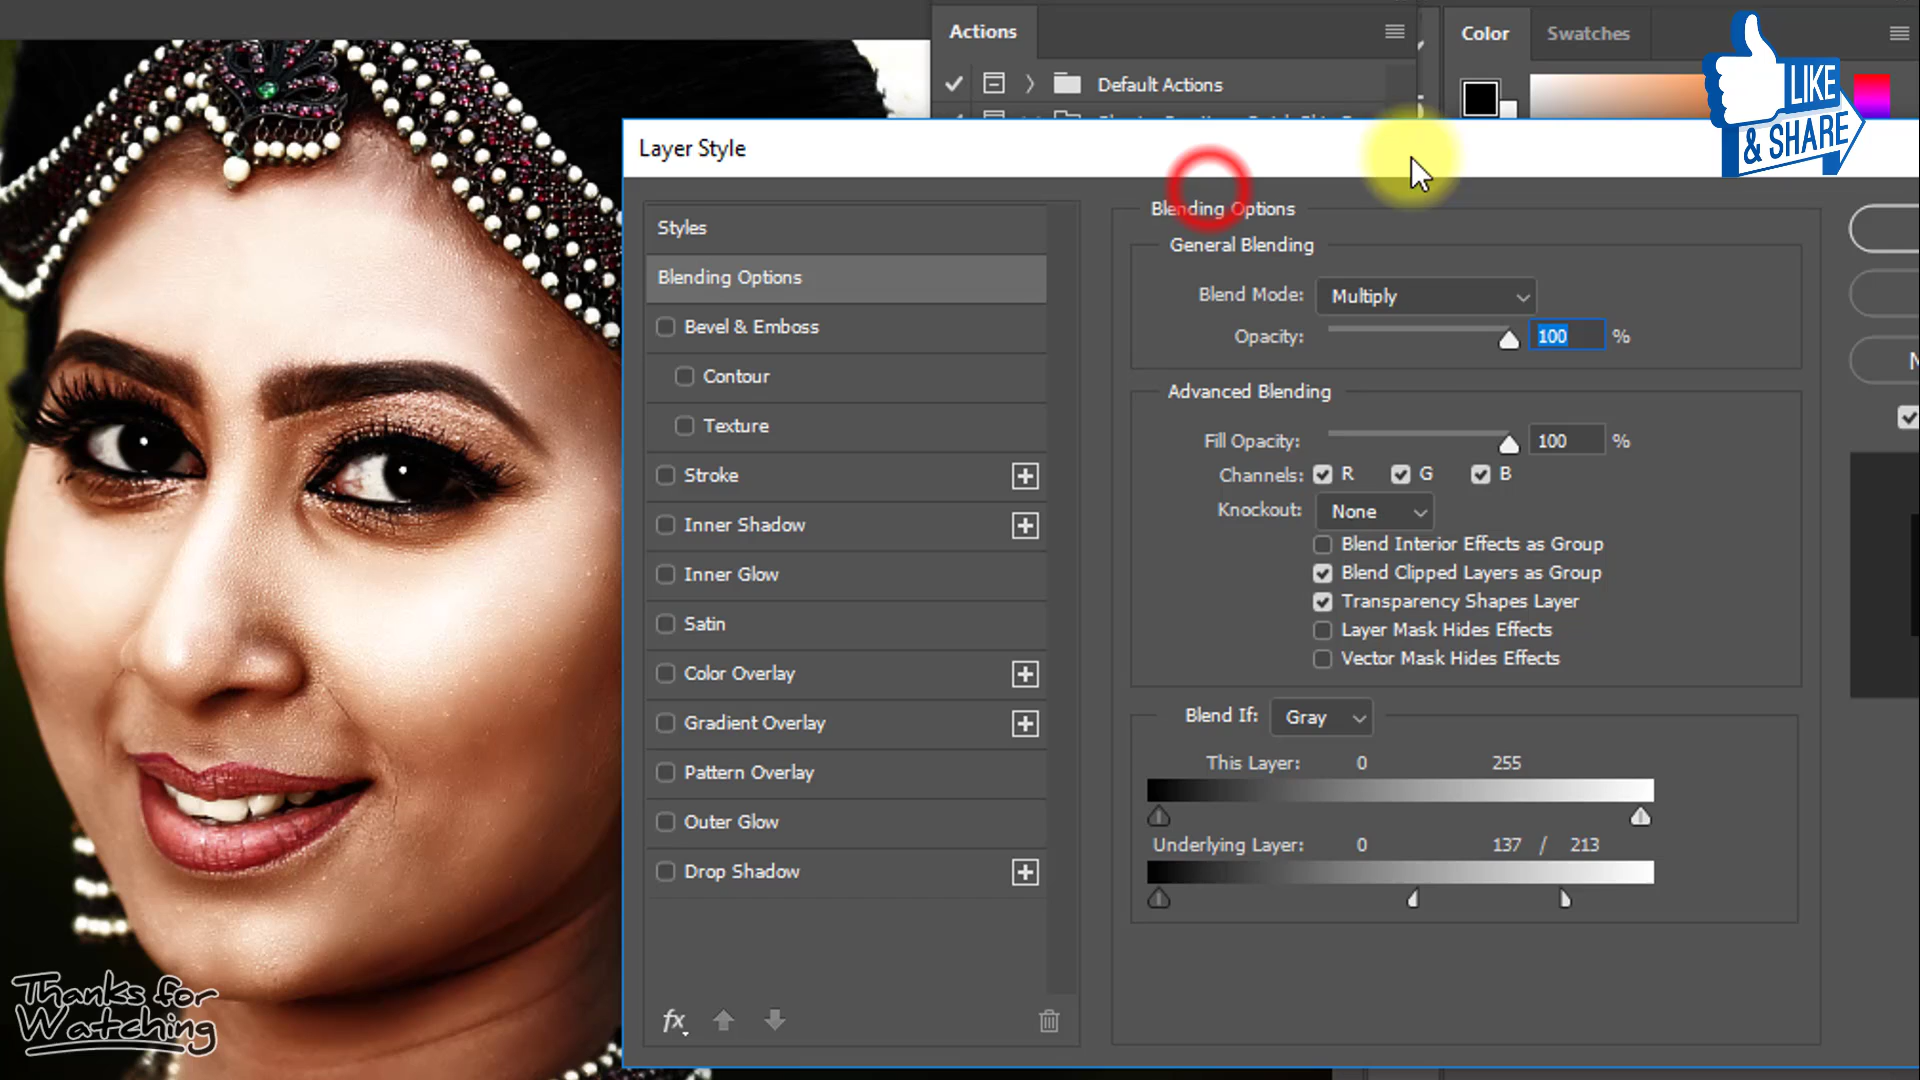 Actions
Default Actions
Color
Swatches
LIKE
& SHARE
Layer Style
Styles
Blending Options
Bevel & Emboss
Contour
Texture
Stroke
Inner Shadow
Inner Glow
Satin
Color Overlay
Gradient Overlay
Pattern Overlay
Outer Glow
Drop Shadow
fx
Blending Options
General Blending
Blend Mode: Multiply
Opacity: 100 %
Advanced Blending
Fill Opacity: 100 %
Channels: R G B
Knockout: None
Blend Interior Effects as Group
Blend Clipped Layers as Group
Transparency Shapes Layer
Layer Mask Hides Effects
Vector Mask Hides Effects
Blend If: Gray
This Layer: 0 255
Underlying Layer: 0 137 / 213
Thanks for
Watching